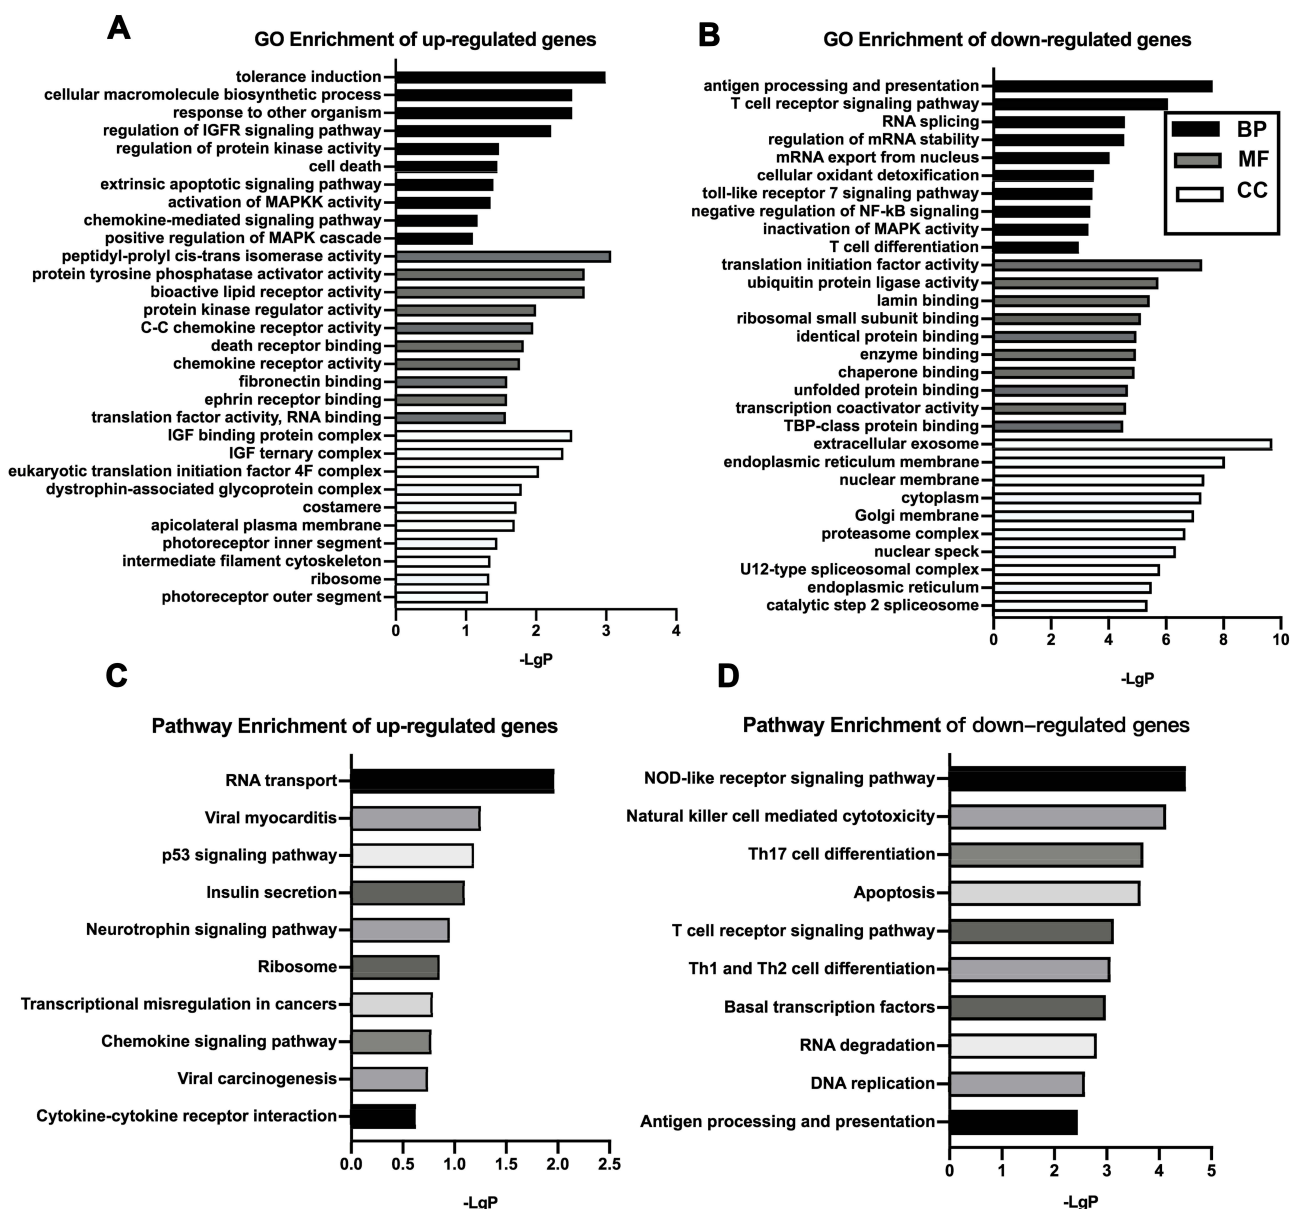 A
GO Enrichment of up-regulated genes
tolerance induction
cellular macromolecule biosynthetic process
response to other organism
regulation of IGFR signaling pathway
regulation of protein kinase activity
cell death
extrinsic apoptotic signaling pathway
activation of MAPKK activity
chemokine-mediated signaling pathway
positive regulation of MAPK cascade
peptidyl-prolyl cis-trans isomerase activity
protein tyrosine phosphatase activator activity
bioactive lipid receptor activity
protein kinase regulator activity
C-C chemokine receptor activity
death receptor binding
chemokine receptor activity
fibronectin binding
ephrin receptor binding
translation factor activity, RNA binding
IGF binding protein complex
IGF ternary complex
eukaryotic translation initiation factor 4F complex
dystrophin-associated glycoprotein complex
costamere
apicolateral plasma membrane
photoreceptor inner segment
intermediate filament cytoskeleton
ribosome
photoreceptor outer segment
0 1 2 3 4
-LgP
B
GO Enrichment of down-regulated genes
antigen processing and presentation
T cell receptor signaling pathway
RNA splicing
regulation of mRNA stability
mRNA export from nucleus
cellular oxidant detoxification
toll-like receptor 7 signaling pathway
negative regulation of NF-kB signaling
inactivation of MAPK activity
T cell differentiation
translation initiation factor activity
ubiquitin protein ligase activity
lamin binding
ribosomal small subunit binding
identical protein binding
enzyme binding
chaperone binding
unfolded protein binding
transcription coactivator activity
TBP-class protein binding
extracellular exosome
endoplasmic reticulum membrane
nuclear membrane
cytoplasm
Golgi membrane
proteasome complex
nuclear speck
U12-type spliceosomal complex
endoplasmic reticulum
catalytic step 2 spliceosome
BP
MF
CC
0 2 4 6 8 10
-LgP
C
Pathway Enrichment of up-regulated genes
RNA transport
Viral myocarditis
p53 signaling pathway
Insulin secretion
Neurotrophin signaling pathway
Ribosome
Transcriptional misregulation in cancers
Chemokine signaling pathway
Viral carcinogenesis
Cytokine-cytokine receptor interaction
0.0 0.5 1.0 1.5 2.0 2.5
-LgP
D
Pathway Enrichment of down–regulated genes
NOD-like receptor signaling pathway
Natural killer cell mediated cytotoxicity
Th17 cell differentiation
Apoptosis
T cell receptor signaling pathway
Th1 and Th2 cell differentiation
Basal transcription factors
RNA degradation
DNA replication
Antigen processing and presentation
0 1 2 3 4 5
-LgP